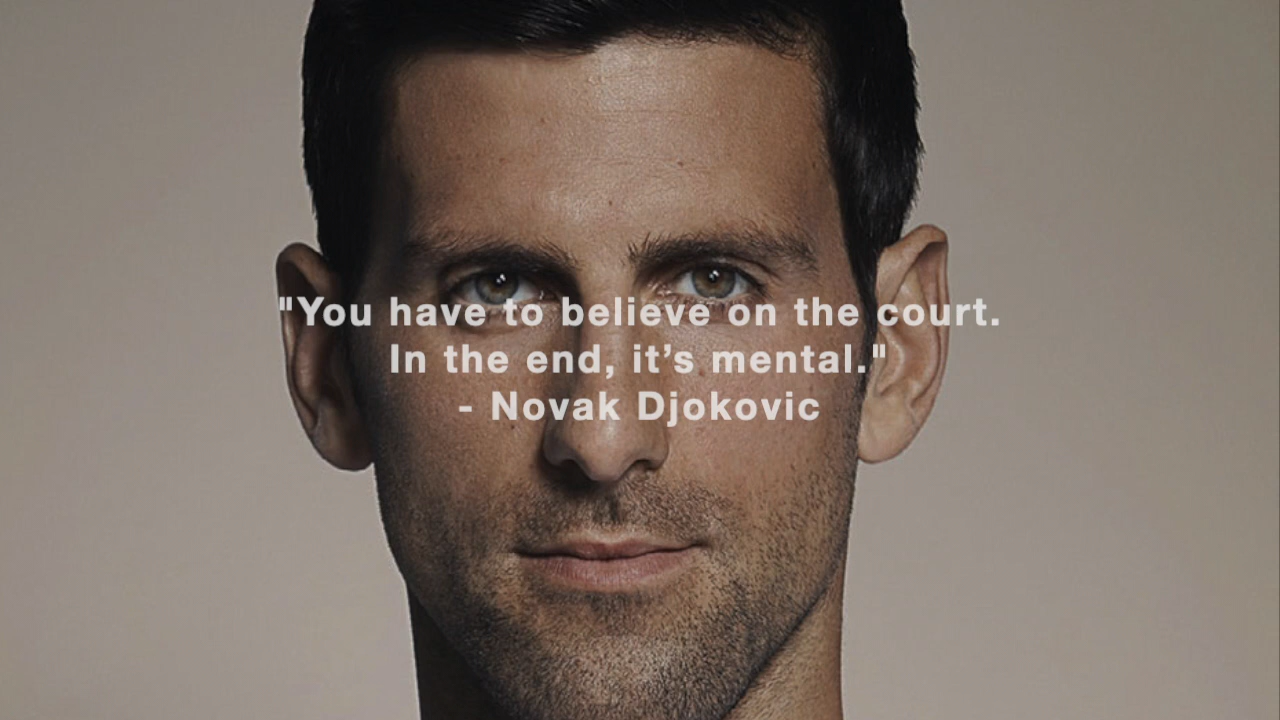 "You have to believe on the court.
In the end, it’s mental."
- Novak Djokovic